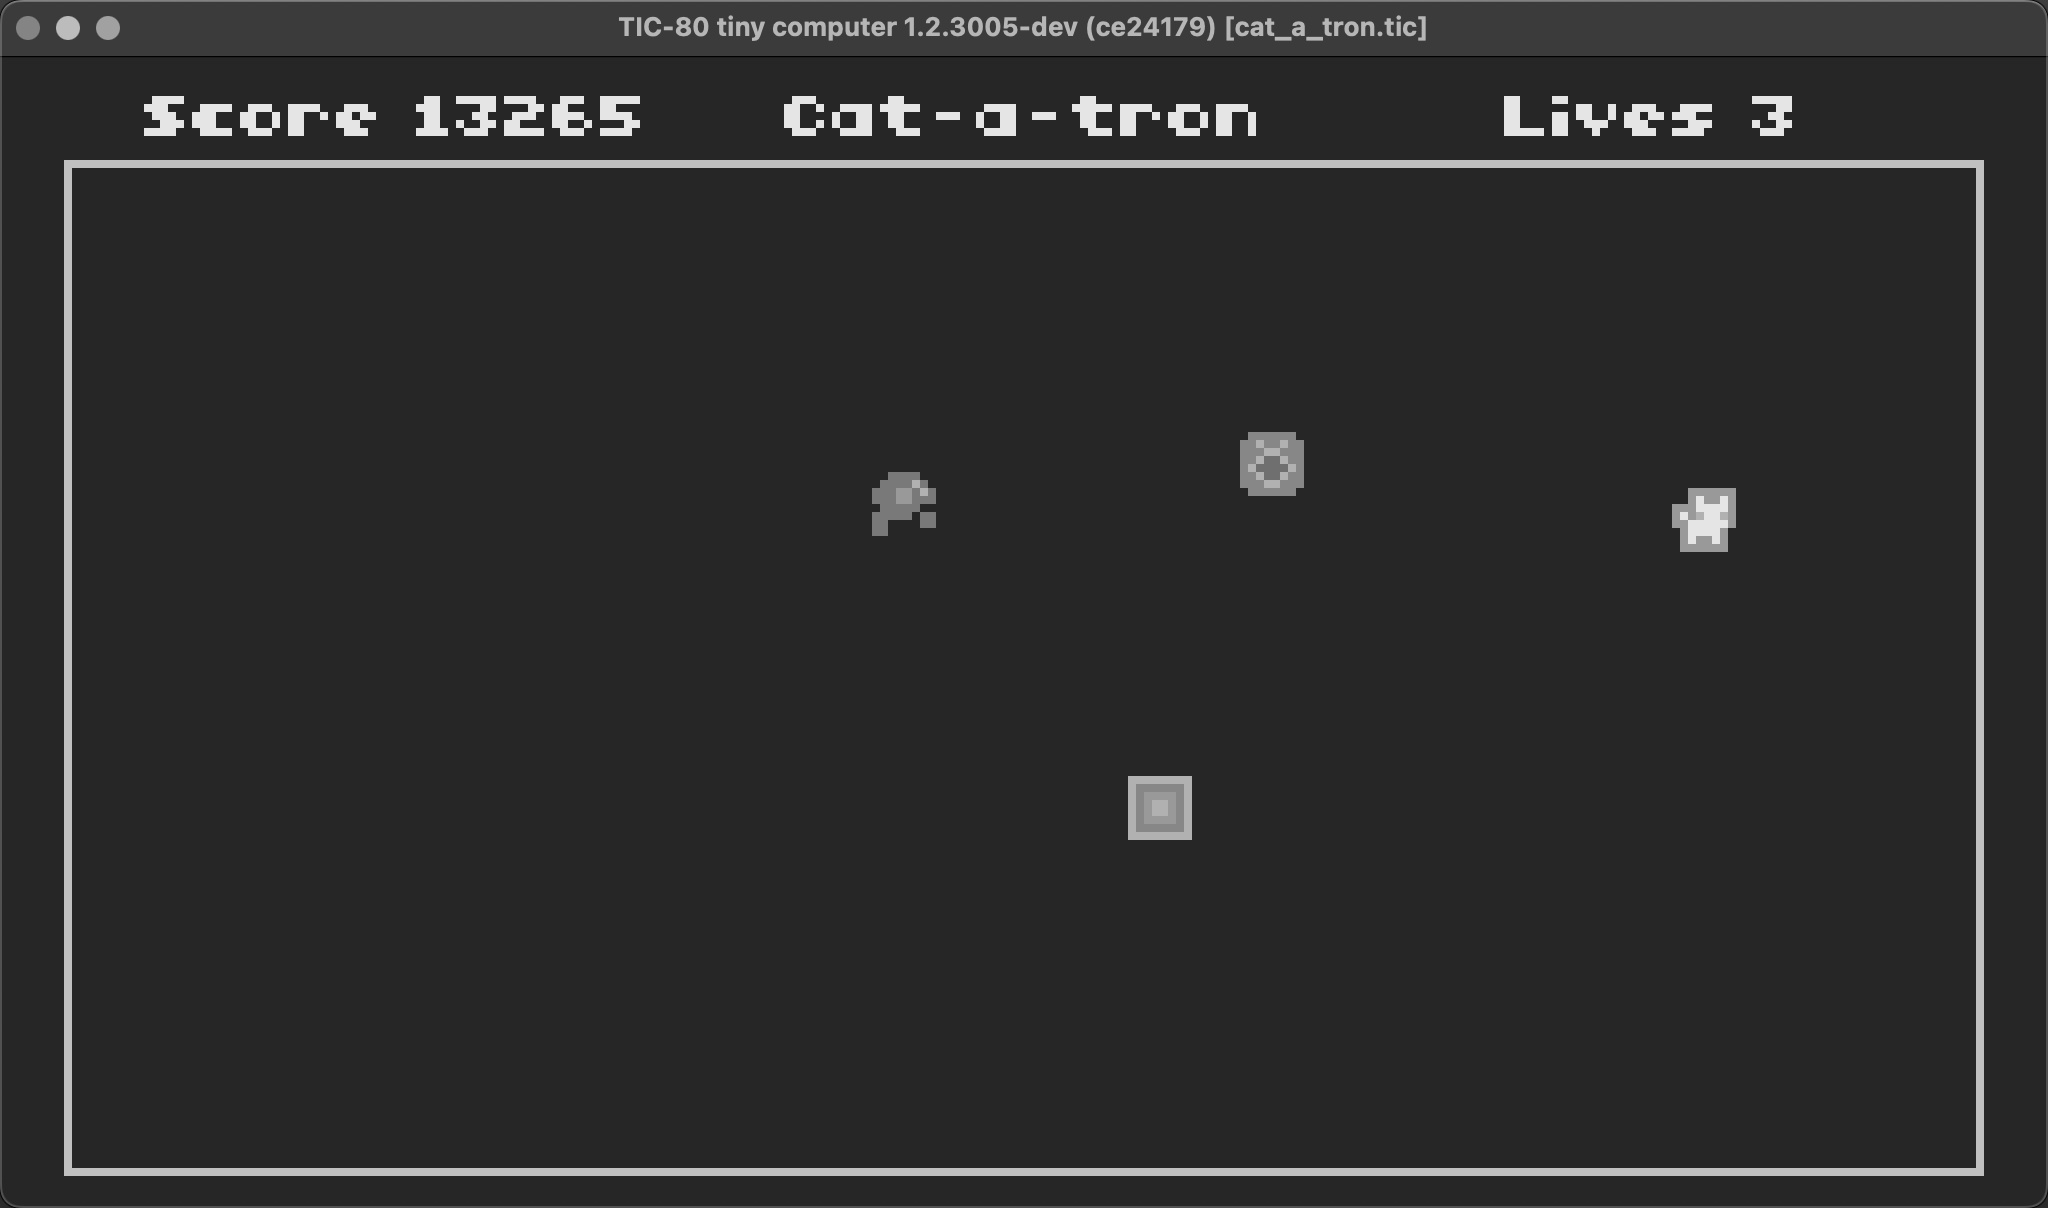 TIC-80 tiny computer 1.2.3005-dev (ce24179) [cat_a_tron.tic]
Score 13265 Cat-a-tron Lives 3